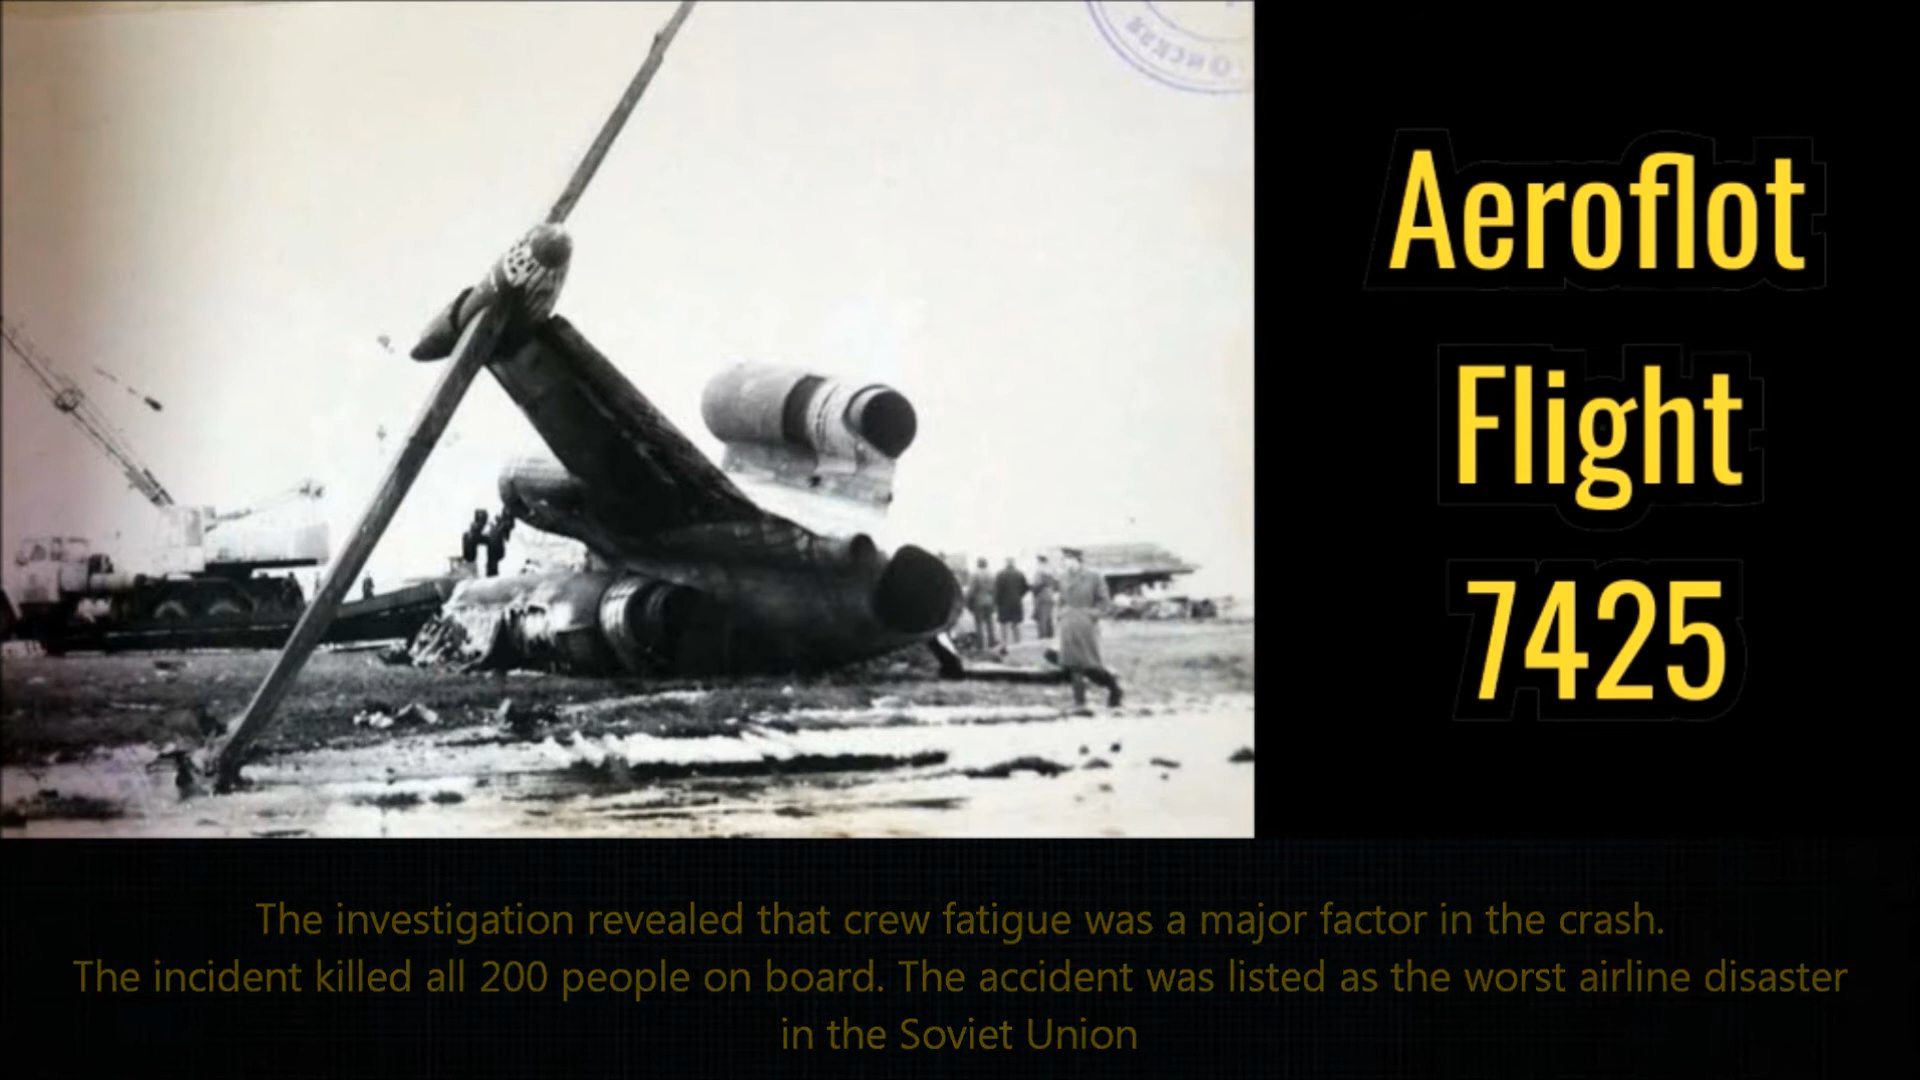 Aeroflot
Flight
7425
The investigation revealed that crew fatigue was a major factor in the crash.
The incident killed all 200 people on board. The accident was listed as the worst airline disaster
in the Soviet Union